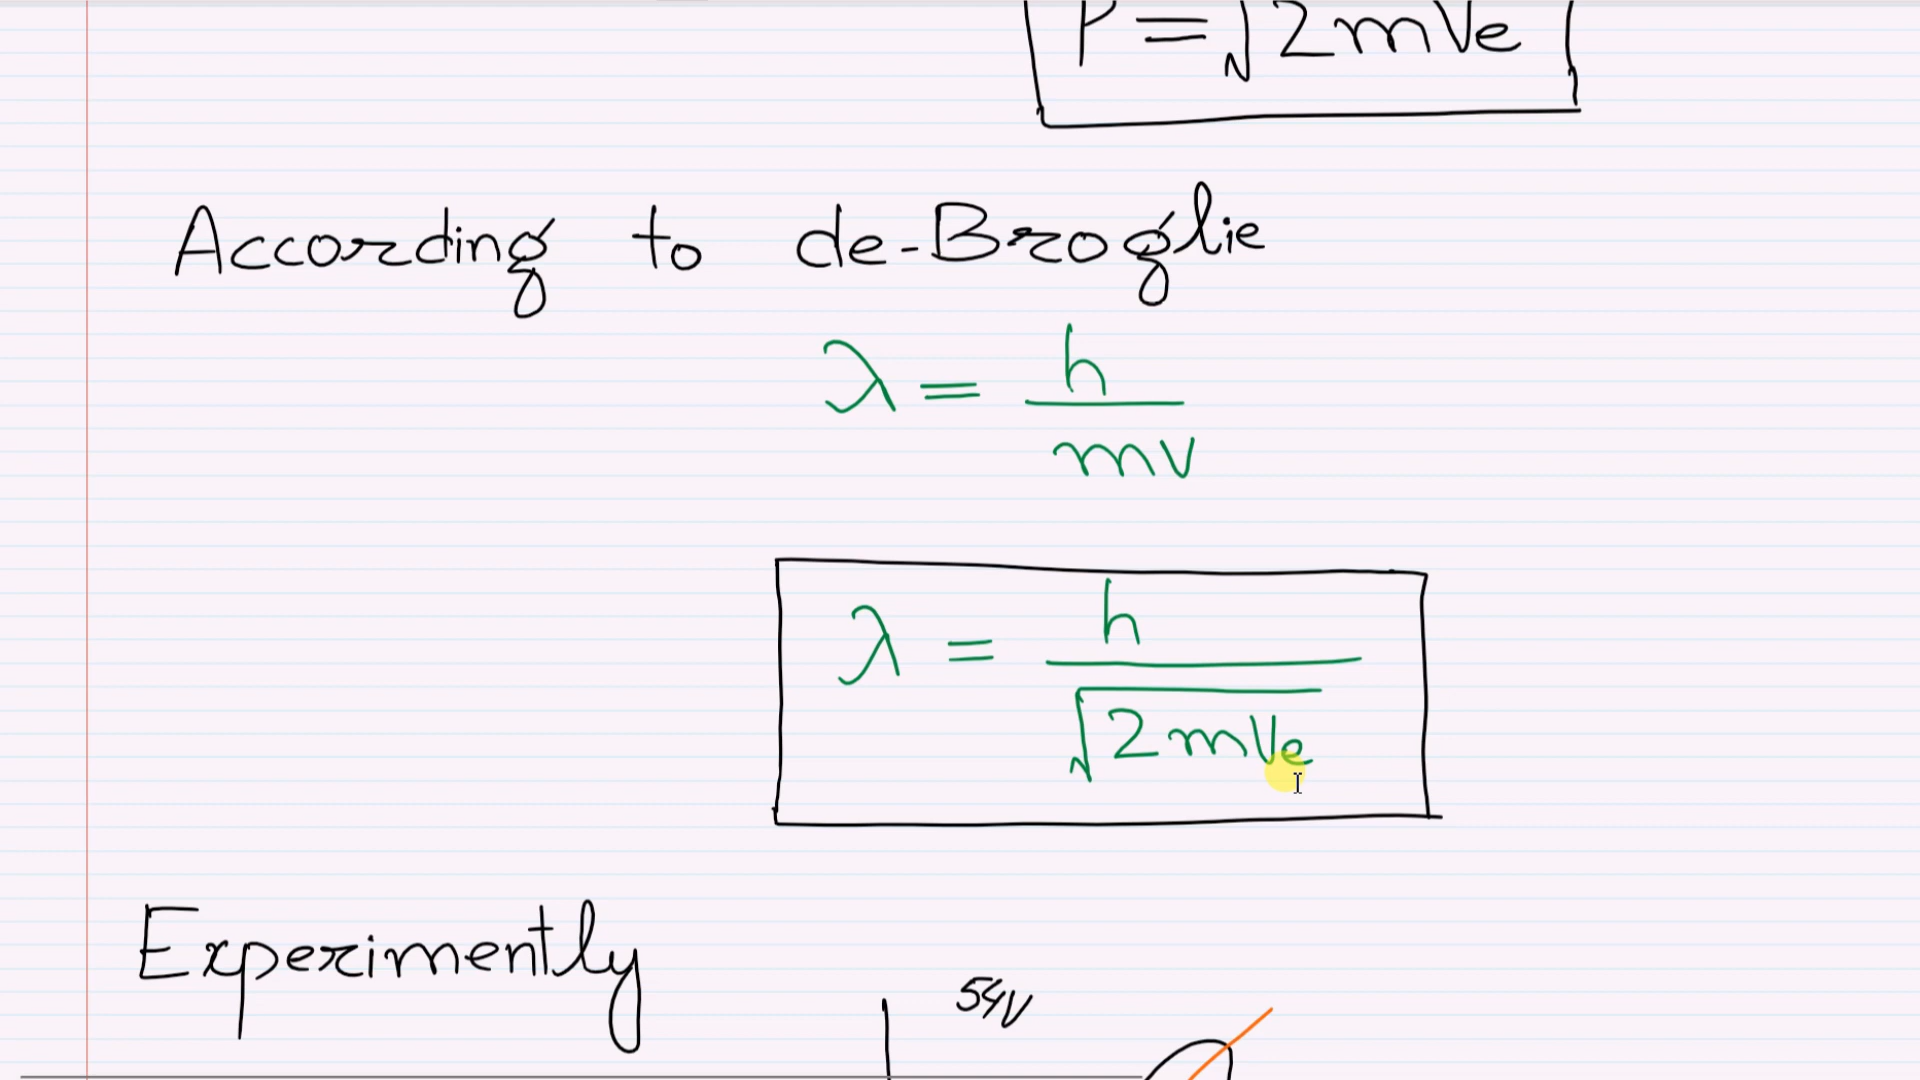 P = √2mVe
According to de-Broglie
λ = h/mv
λ = h/√2mVe
Experimently
54V